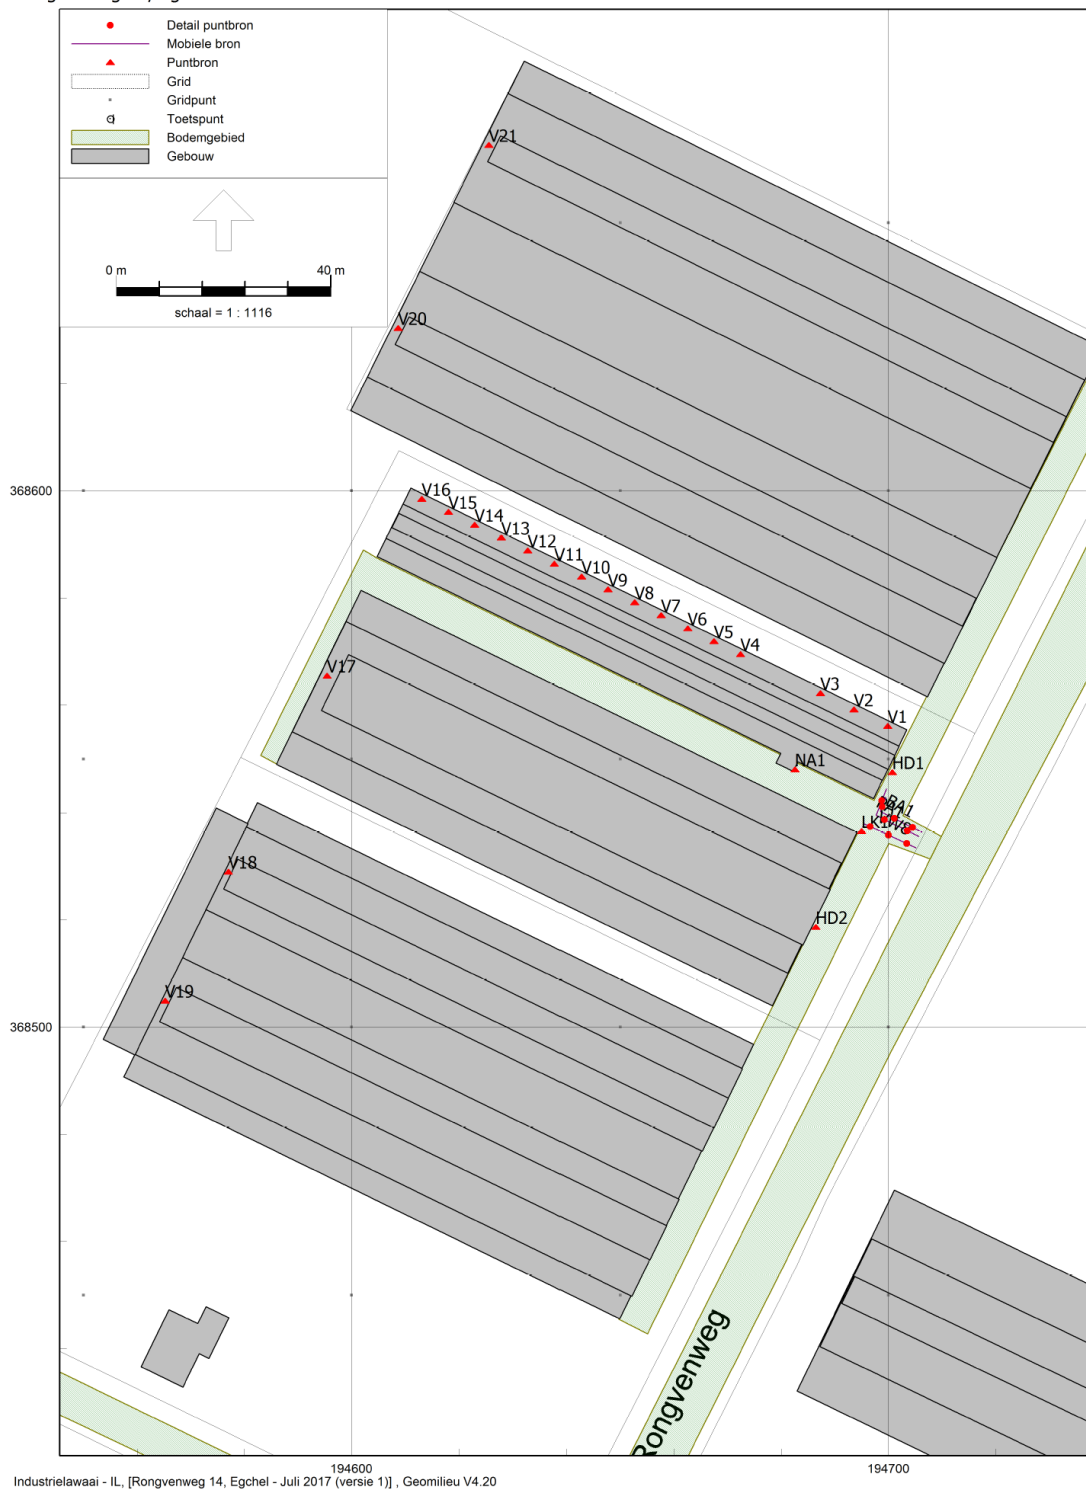 Detail puntbron
Mobiele bron
Puntbron
Grid
Gridpunt
Toetspunt
Bodemgebied
Gebouw
0 m 40 m
schaal = 1 : 1116
V21
V20
368600
V16
V15
V14
V13
V12
V11
V10
V9
V8
V7
V6
V5
V4
V3
V2
V1
V17
NA1
HD1
LK1
HD2
V18
V19
368500
Rongvenweg
194600 194700
Industrielawaai - IL, [Rongvenweg 14, Egchel - Juli 2017 (versie 1)] , Geomilieu V4.20